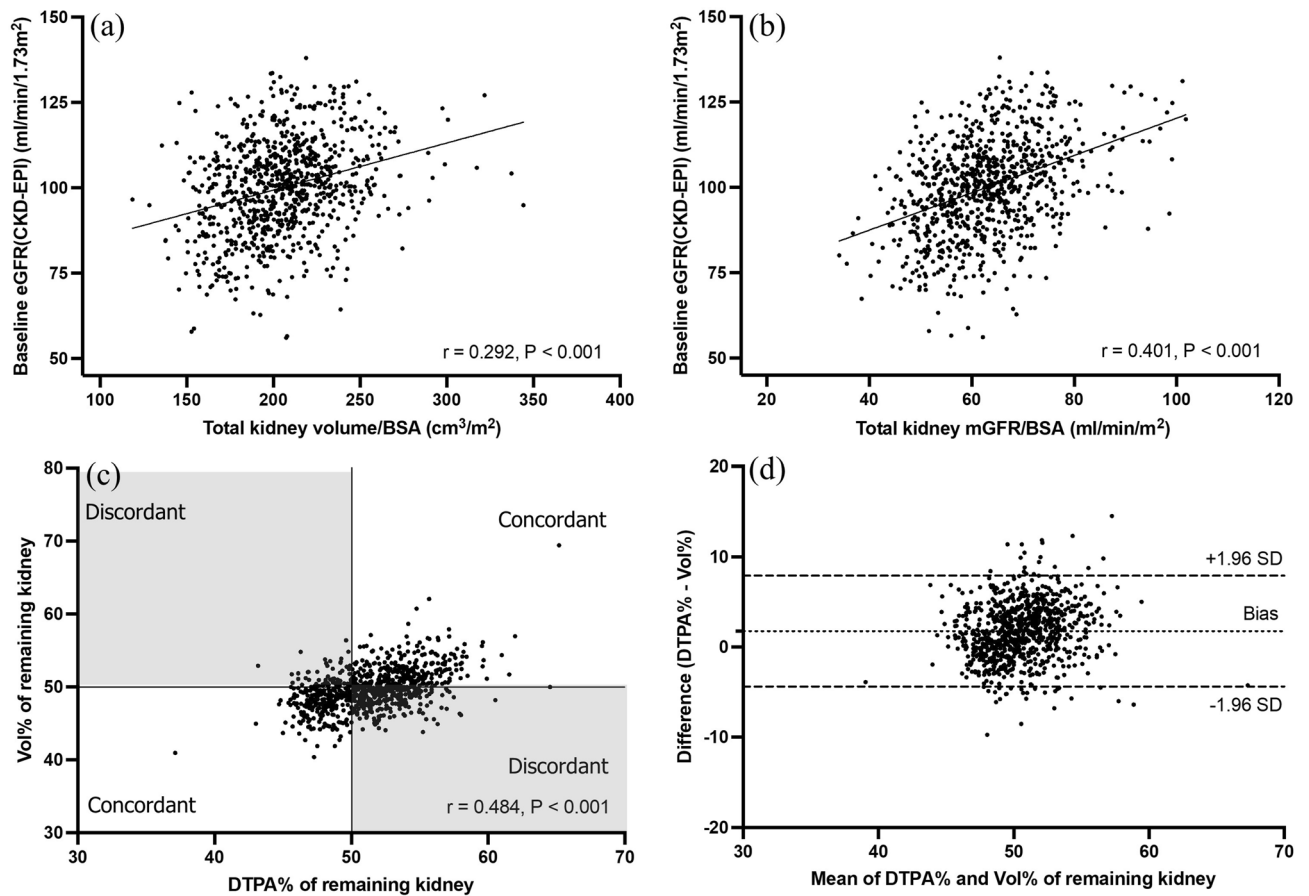 (a)
Baseline eGFR(CKD-EPI) (ml/min/1.73m²)
150
125
100
75
50
r = 0.292, P < 0.001
100 150 200 250 300 350 400
Total kidney volume/BSA (cm³/m²)
(b)
Baseline eGFR(CKD-EPI) (ml/min/1.73m²)
150
125
100
75
50
r = 0.401, P < 0.001
20 40 60 80 100 120
Total kidney mGFR/BSA (ml/min/m²)
(c)
Vol% of remaining kidney
80
70
60
50
40
30
Discordant
Concordant
Discordant
Concordant
r = 0.484, P < 0.001
30 40 50 60 70
DTPA% of remaining kidney
(d)
Difference (DTPA% - Vol%)
20
10
0
-10
-20
+1.96 SD
Bias
-1.96 SD
30 40 50 60 70
Mean of DTPA% and Vol% of remaining kidney